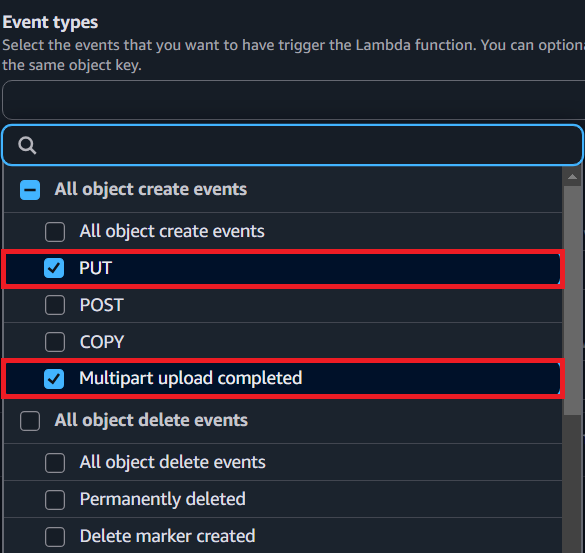 Event types
Select the events that you want to have trigger the Lambda function. You can optiona
the same object key.
All object create events
All object create events
PUT
POST
COPY
Multipart upload completed
All object delete events
All object delete events
Permanently deleted
Delete marker created